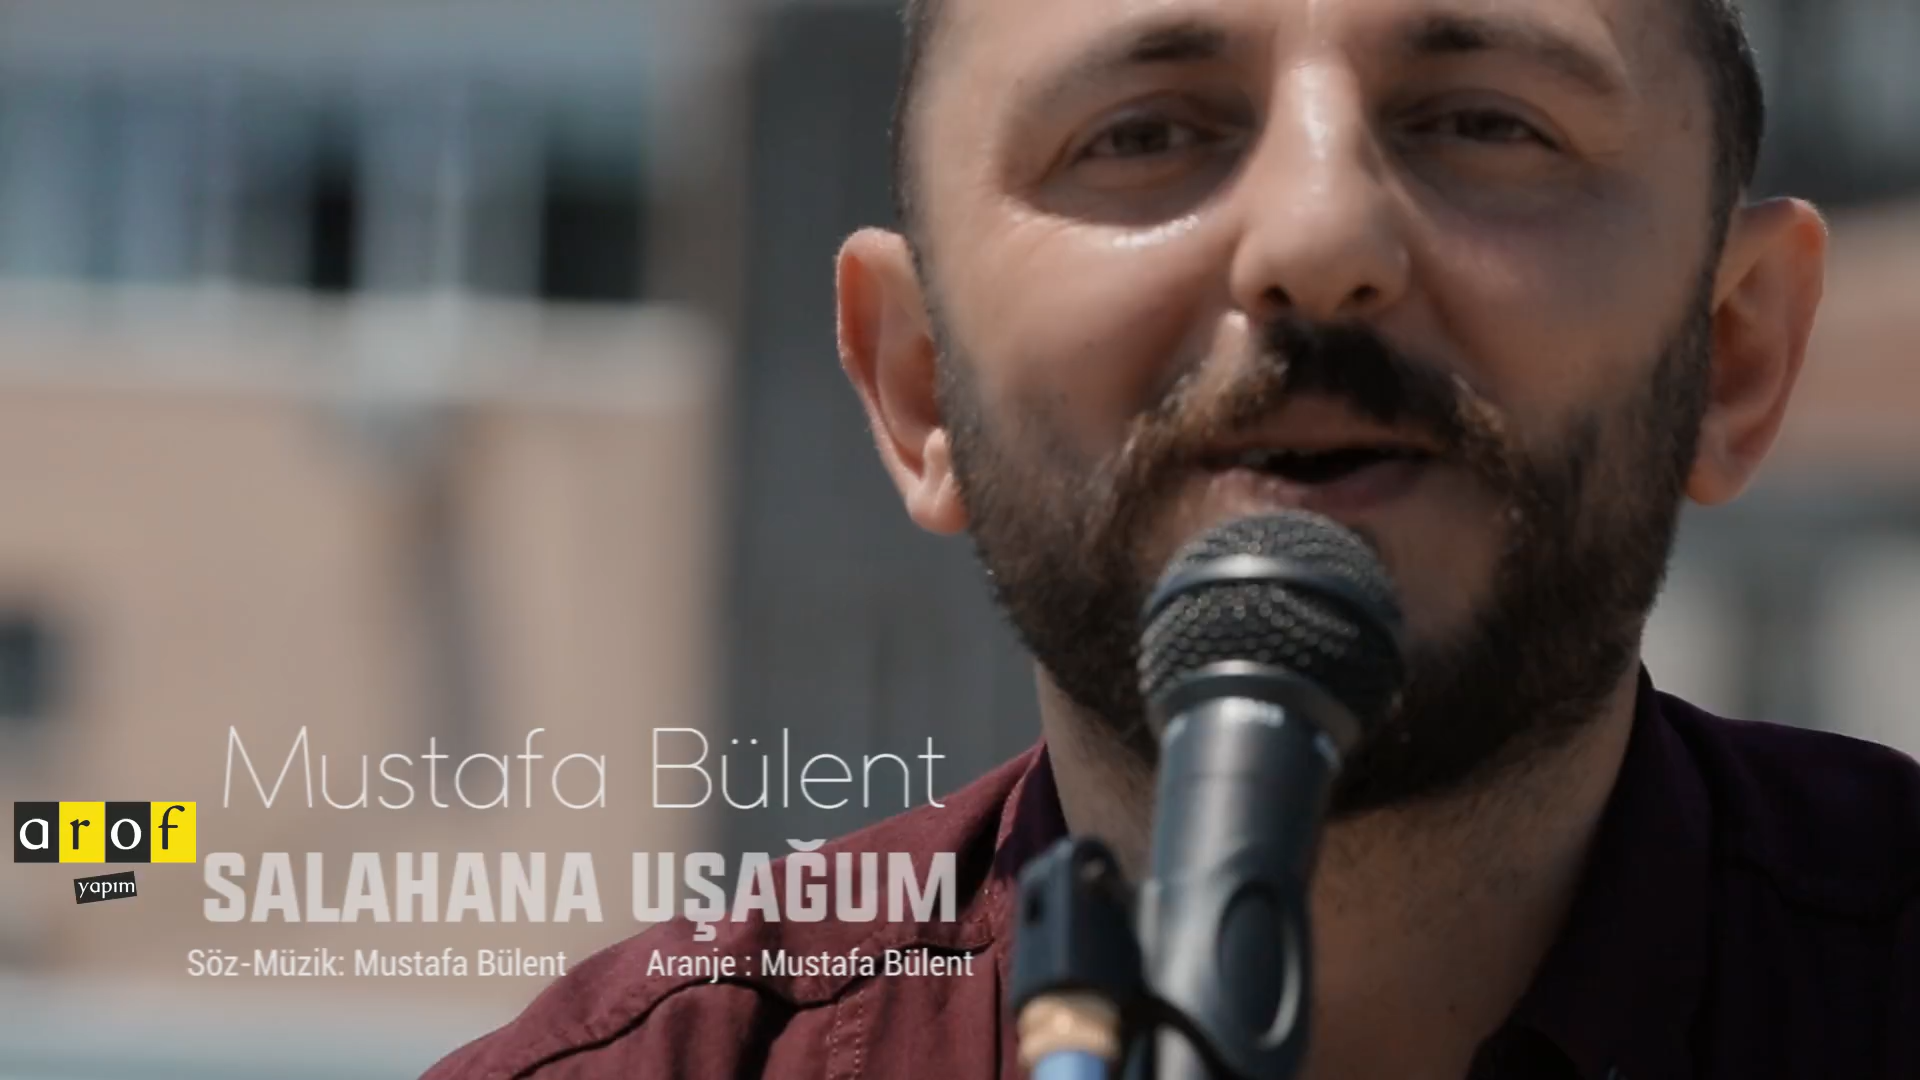 Mustafa Bülent
arof
yapım
SALAHANA UŞAĞUM
Söz-Müzik: Mustafa Bülent Aranje : Mustafa Bülent